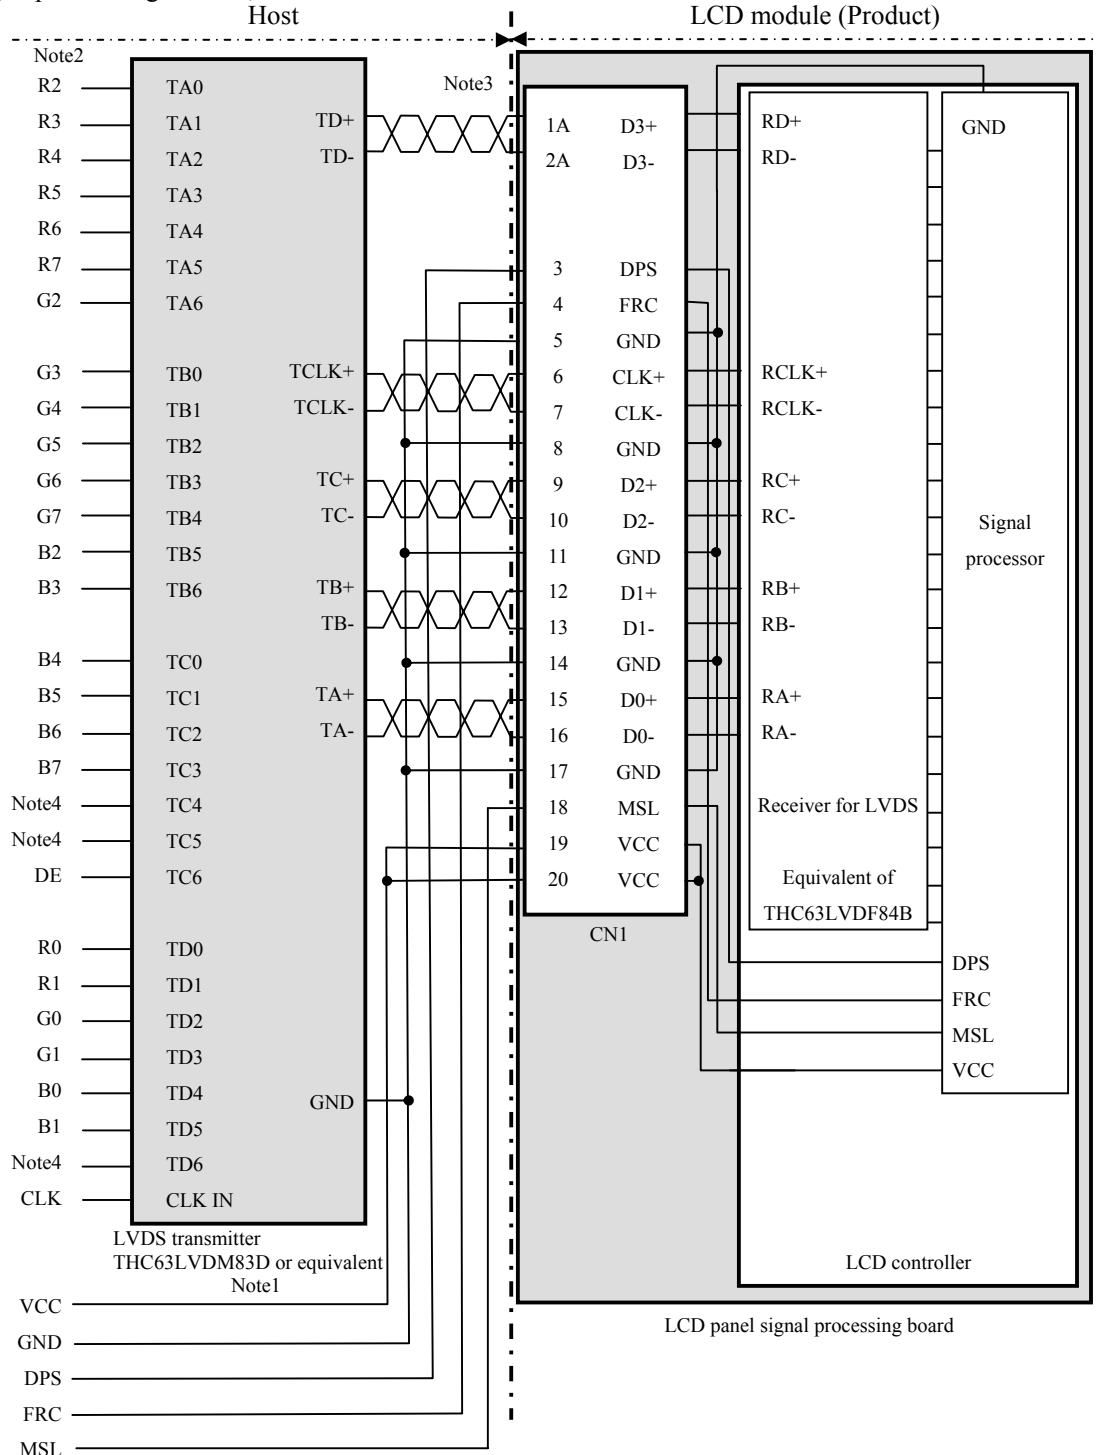 Host
LCD module (Product)
Note2
R2
R3
R4
R5
R6
R7
G2
G3
G4
G5
G6
G7
B2
B3
B4
B5
B6
B7
Note4
Note4
DE
R0
R1
G0
G1
B0
B1
Note4
CLK
TA0
TA1
TA2
TA3
TA4
TA5
TA6
TB0
TB1
TB2
TB3
TB4
TB5
TB6
TC0
TC1
TC2
TC3
TC4
TC5
TC6
TD0
TD1
TD2
TD3
TD4
TD5
TD6
CLK IN
TD+
TD-
TCLK+
TCLK-
TC+
TC-
TB+
TB-
TA+
TA-
GND
LVDS transmitter
THC63LVDM83D or equivalent
Note1
VCC
GND
DPS
FRC
MSL
Note3
1A D3+
2A D3-
3 DPS
4 FRC
5 GND
6 CLK+
7 CLK-
8 GND
9 D2+
10 D2-
11 GND
12 D1+
13 D1-
14 GND
15 D0+
16 D0-
17 GND
18 MSL
19 VCC
20 VCC
CN1
RD+
RD-
RCLK+
RCLK-
RC+
RC-
RB+
RB-
RA+
RA-
Receiver for LVDS
Equivalent of
THC63LVDF84B
GND
Signal
processor
DPS
FRC
MSL
VCC
LCD controller
LCD panel signal processing board